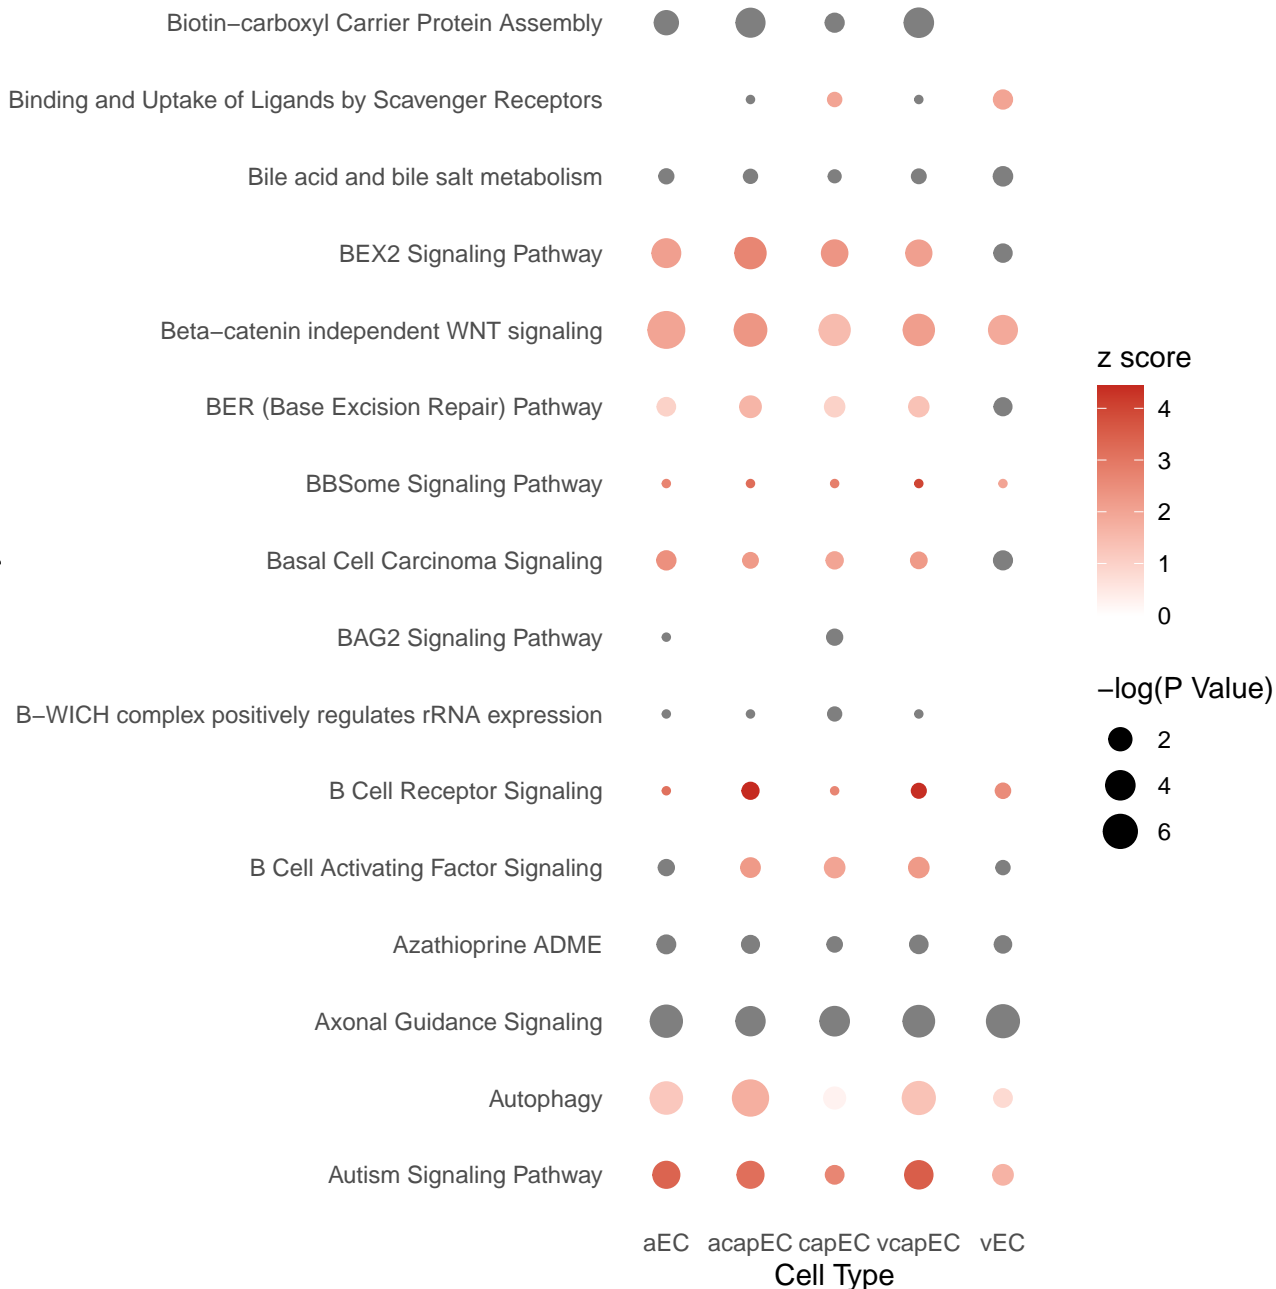 Biotin−carboxyl Carrier Protein Assembly
Binding and Uptake of Ligands by Scavenger Receptors
Bile acid and bile salt metabolism
BEX2 Signaling Pathway
Beta−catenin independent WNT signaling
BER (Base Excision Repair) Pathway
BBSome Signaling Pathway
Basal Cell Carcinoma Signaling
BAG2 Signaling Pathway
B−WICH complex positively regulates rRNA expression
B Cell Receptor Signaling
B Cell Activating Factor Signaling
Azathioprine ADME
Axonal Guidance Signaling
Autophagy
Autism Signaling Pathway
aEC acapEC capEC vcapEC vEC
Cell Type
z score
4
3
2
1
0
−log(P Value)
2
4
6